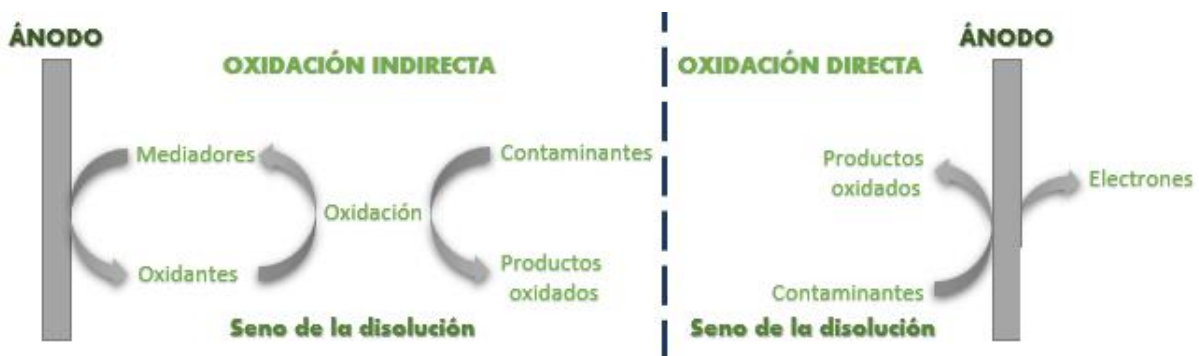 ÁNODO
OXIDACIÓN INDIRECTA
Mediadores
Contaminantes
Oxidación
Oxidantes
Productos
oxidados
Seno de la disolución
OXIDACIÓN DIRECTA
ÁNODO
Productos
oxidados
Electrones
Contaminantes
Seno de la disolución